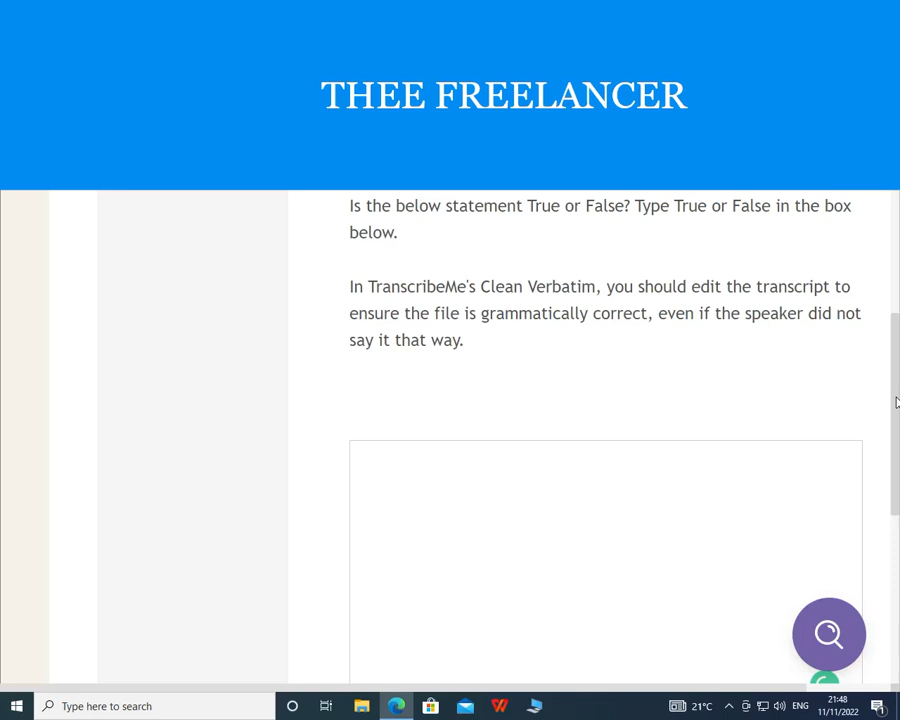 THEE FREELANCER
Is the below statement True or False? Type True or False in the box
below.
In TranscribeMe's Clean Verbatim, you should edit the transcript to
ensure the file is grammatically correct, even if the speaker did not
say it that way.
Type here to search
21°C
ENG
21:48
11/11/2022
1